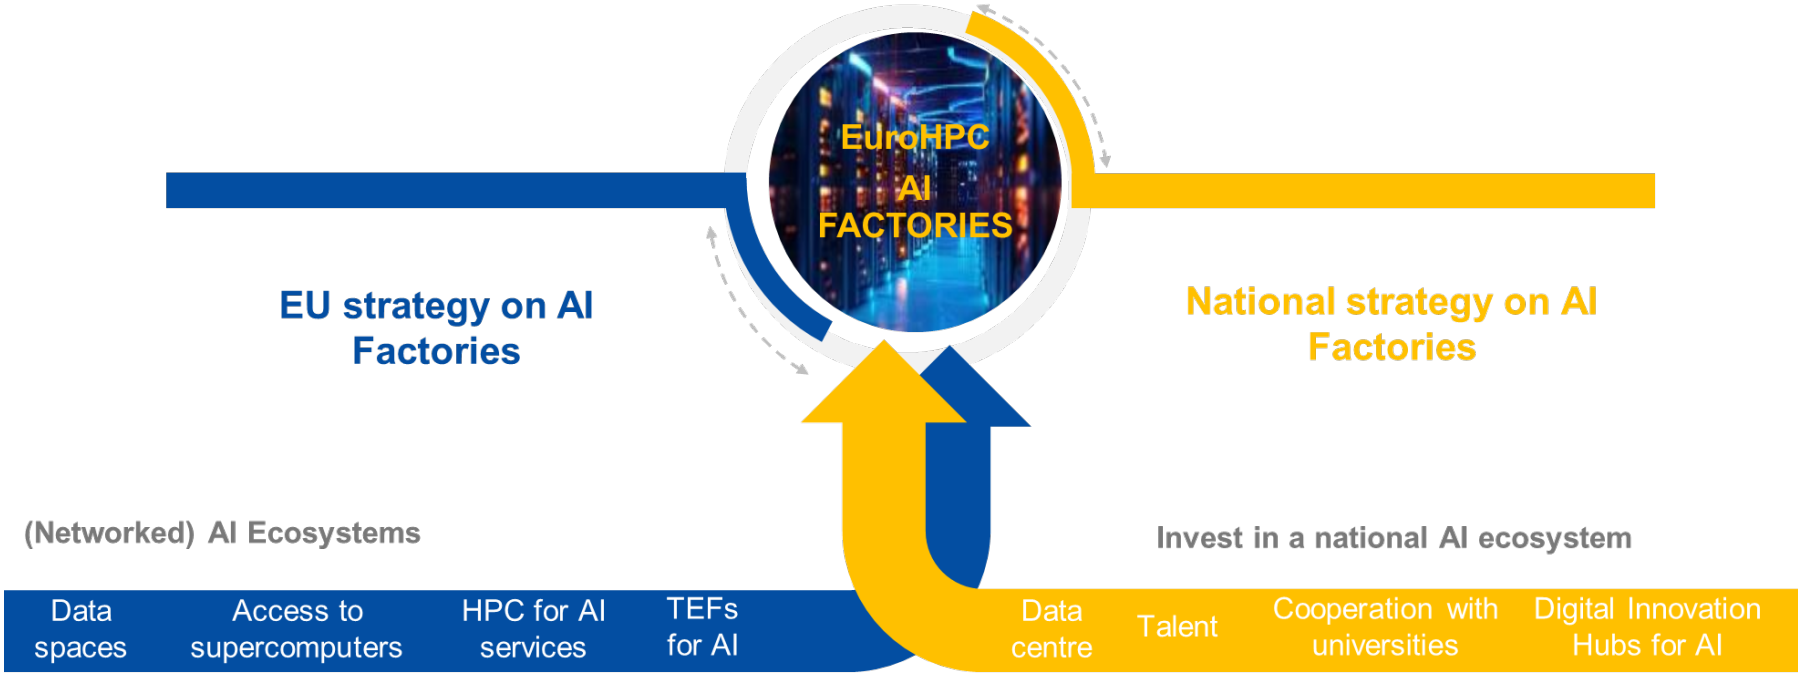 EuroHPC
AI
FACTORIES
EU strategy on AI
Factories
National strategy on AI
Factories
(Networked) AI Ecosystems
Invest in a national AI ecosystem
Data
spaces
Access to
supercomputers
HPC for AI
services
TEFs
for AI
Data
centre
Talent
Cooperation with
universities
Digital Innovation
Hubs for AI